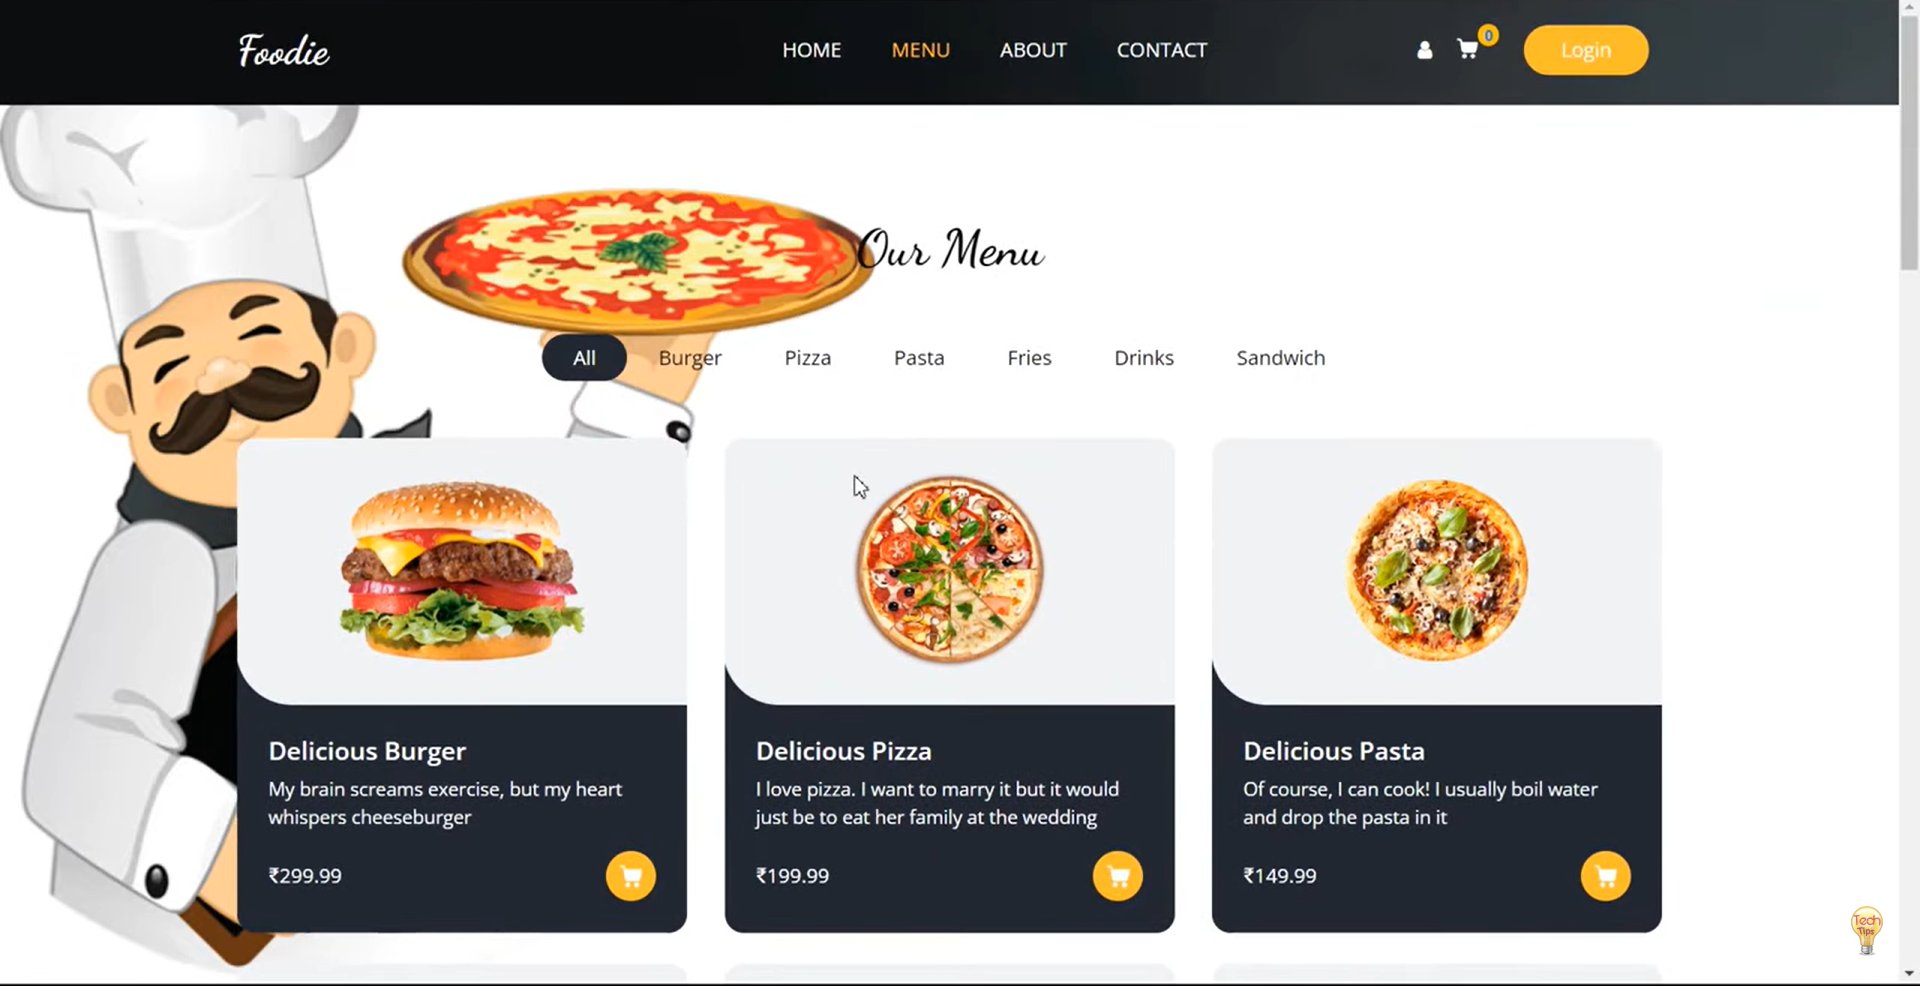 Foodie
HOME MENU ABOUT CONTACT
0
Login
Our Menu
All Burger Pizza Pasta Fries Drinks Sandwich
Delicious Burger
My brain screams exercise, but my heart
whispers cheeseburger
₹299.99
Delicious Pizza
I love pizza. I want to marry it but it would
just be to eat her family at the wedding
₹199.99
Delicious Pasta
Of course, I can cook! I usually boil water
and drop the pasta in it
₹149.99
Tech
Tips